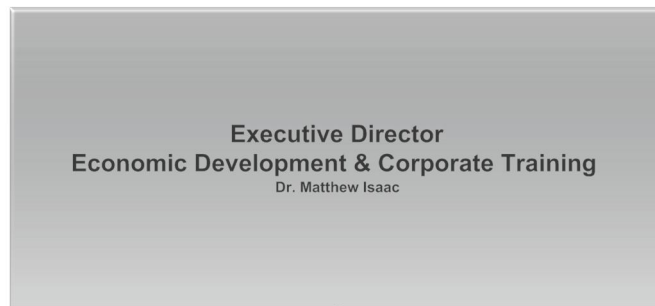 Executive Director
Economic Development & Corporate Training
Dr. Matthew Isaac